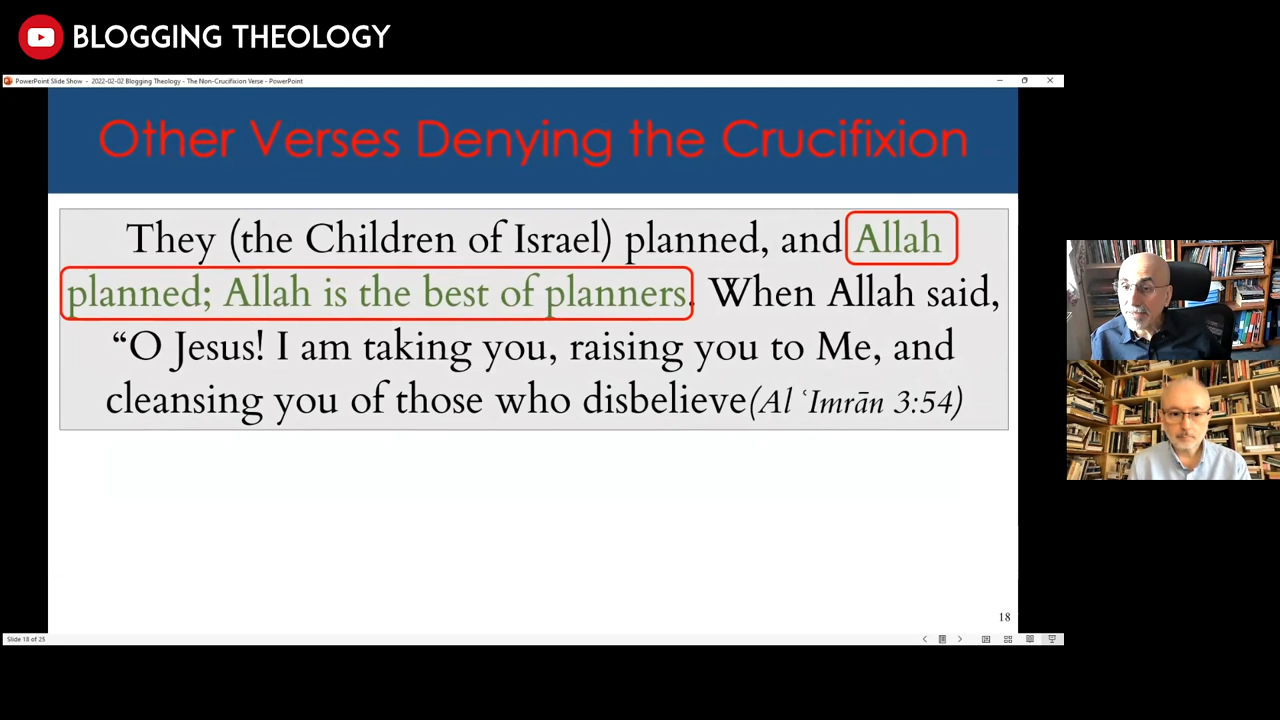 BLOGGING THEOLOGY
PowerPoint Slide Show - 2022-02-02 Blogging Theology - The Non-Crucifixion Verse - PowerPoint
Other Verses Denying the Crucifixion
They (the Children of Israel) planned, and Allah
planned; Allah is the best of planners. When Allah said,
“O Jesus! I am taking you, raising you to Me, and
cleansing you of those who disbelieve(Al ʿImrān 3:54)
18
Slide 18 of 25